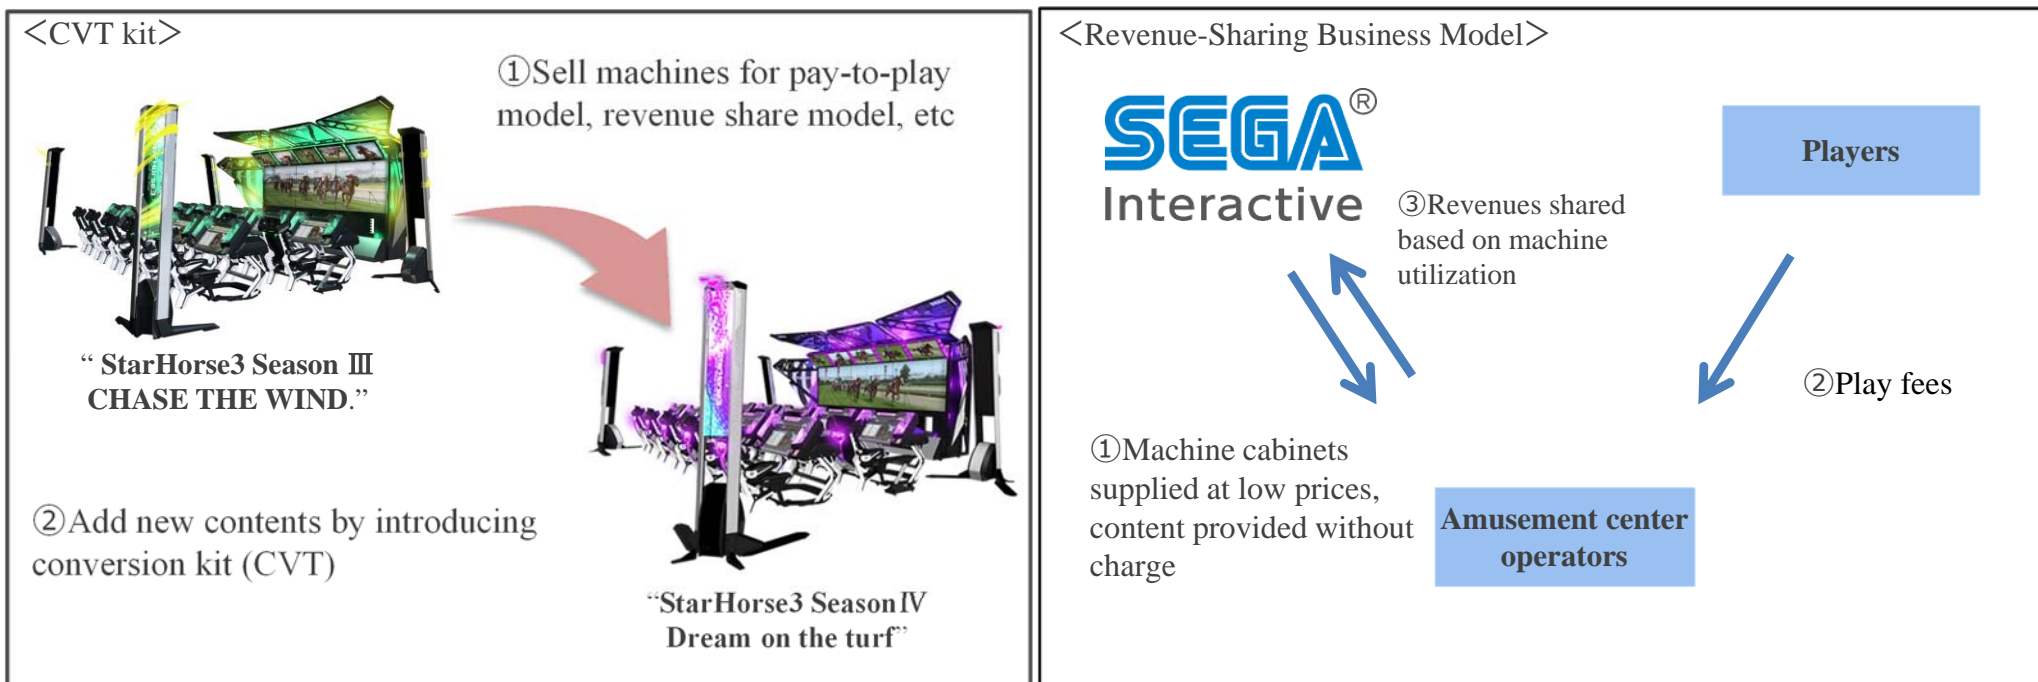 <CVT kit>
①Sell machines for pay-to-play
model, revenue share model, etc
“ StarHorse3 Season Ⅲ
CHASE THE WIND.”
②Add new contents by introducing
conversion kit (CVT)
“StarHorse3 SeasonⅣ
Dream on the turf”
<Revenue-Sharing Business Model>
SEGA®
Interactive
Players
③Revenues shared
based on machine
utilization
②Play fees
①Machine cabinets
supplied at low prices,
content provided without
charge
Amusement center
operators